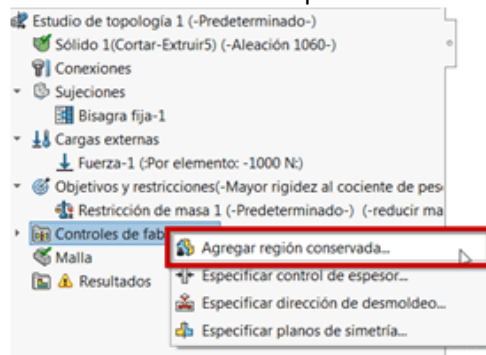 Estudio de topología 1 (-Predeterminado-)
Sólido 1(Cortar-Extruir5) (-Aleación 1060-)
Conexiones
Sujeciones
Bisagra fija-1
Cargas externas
Fuerza-1 (:Por elemento: -1000 N:)
Objetivos y restricciones(-Mayor rigidez al cociente de pes
Restricción de masa 1 (-Predeterminado-) (-reducir ma
Controles de fab
Agregar región conservada...
Malla
Especificar control de espesor...
Resultados
Especificar dirección de desmoldeo...
Especificar planos de simetría...